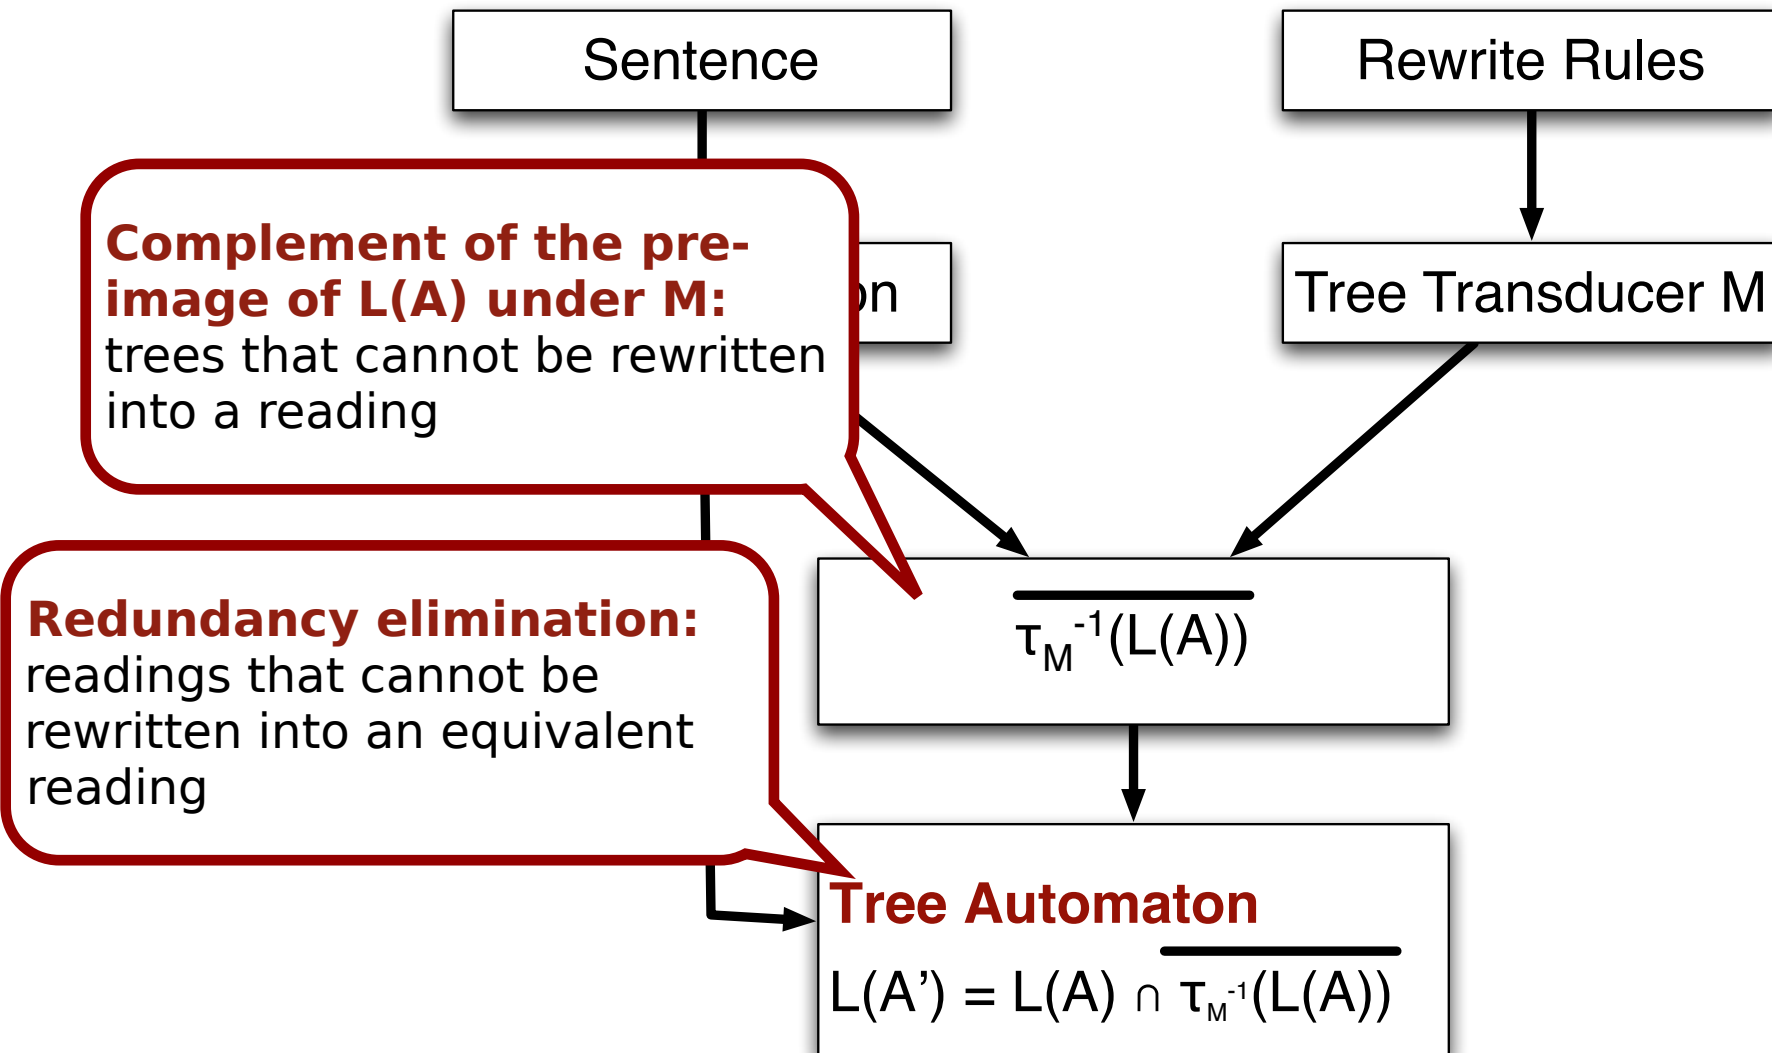 Sentence
Rewrite Rules
Complement of the pre-
image of L(A) under M:
trees that cannot be rewritten
into a reading
Tree Transducer M
Redundancy elimination:
readings that cannot be
rewritten into an equivalent
reading
τM-1(L(A))
Tree Automaton
L(A’) = L(A) ∩ τM-1(L(A))